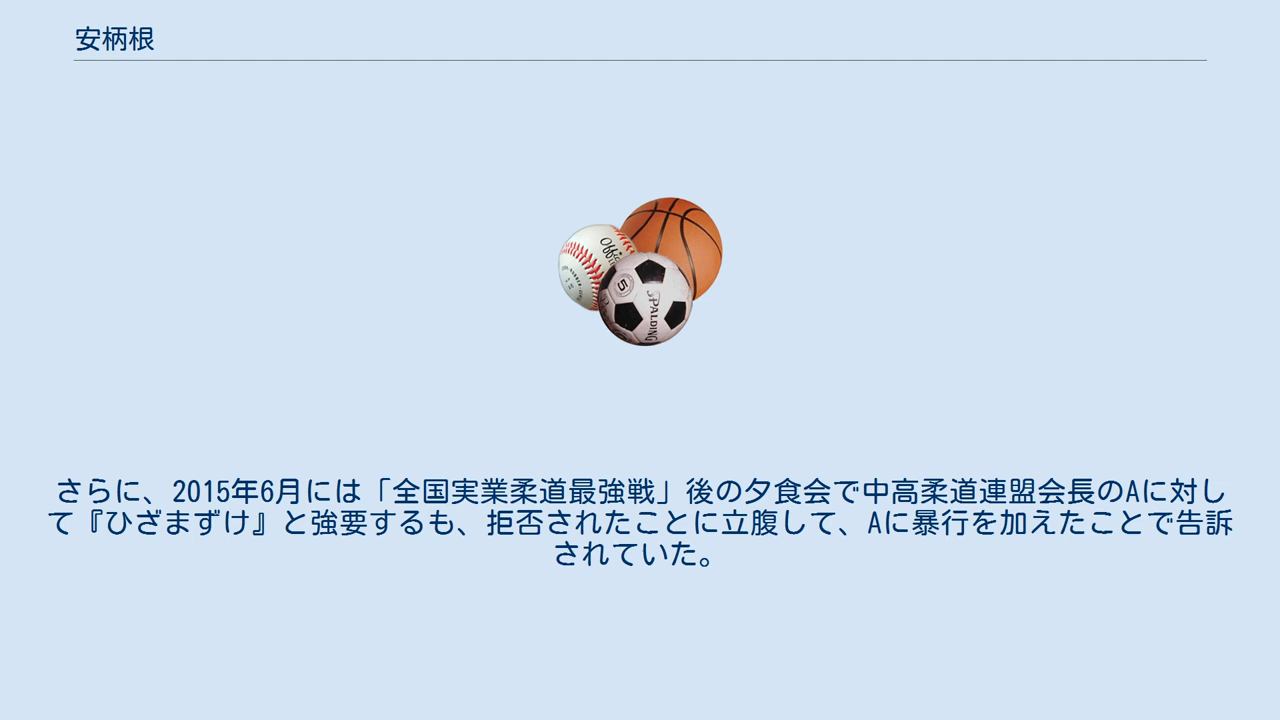 安柄根
Offic
5
SPALDING
さらに、2015年6月には「全国実業柔道最強戦」後の夕食会で中高柔道連盟会長のAに対し
て『ひざまずけ』と強要するも、拒否されたことに立腹して、Aに暴行を加えたことで告訴
されていた。